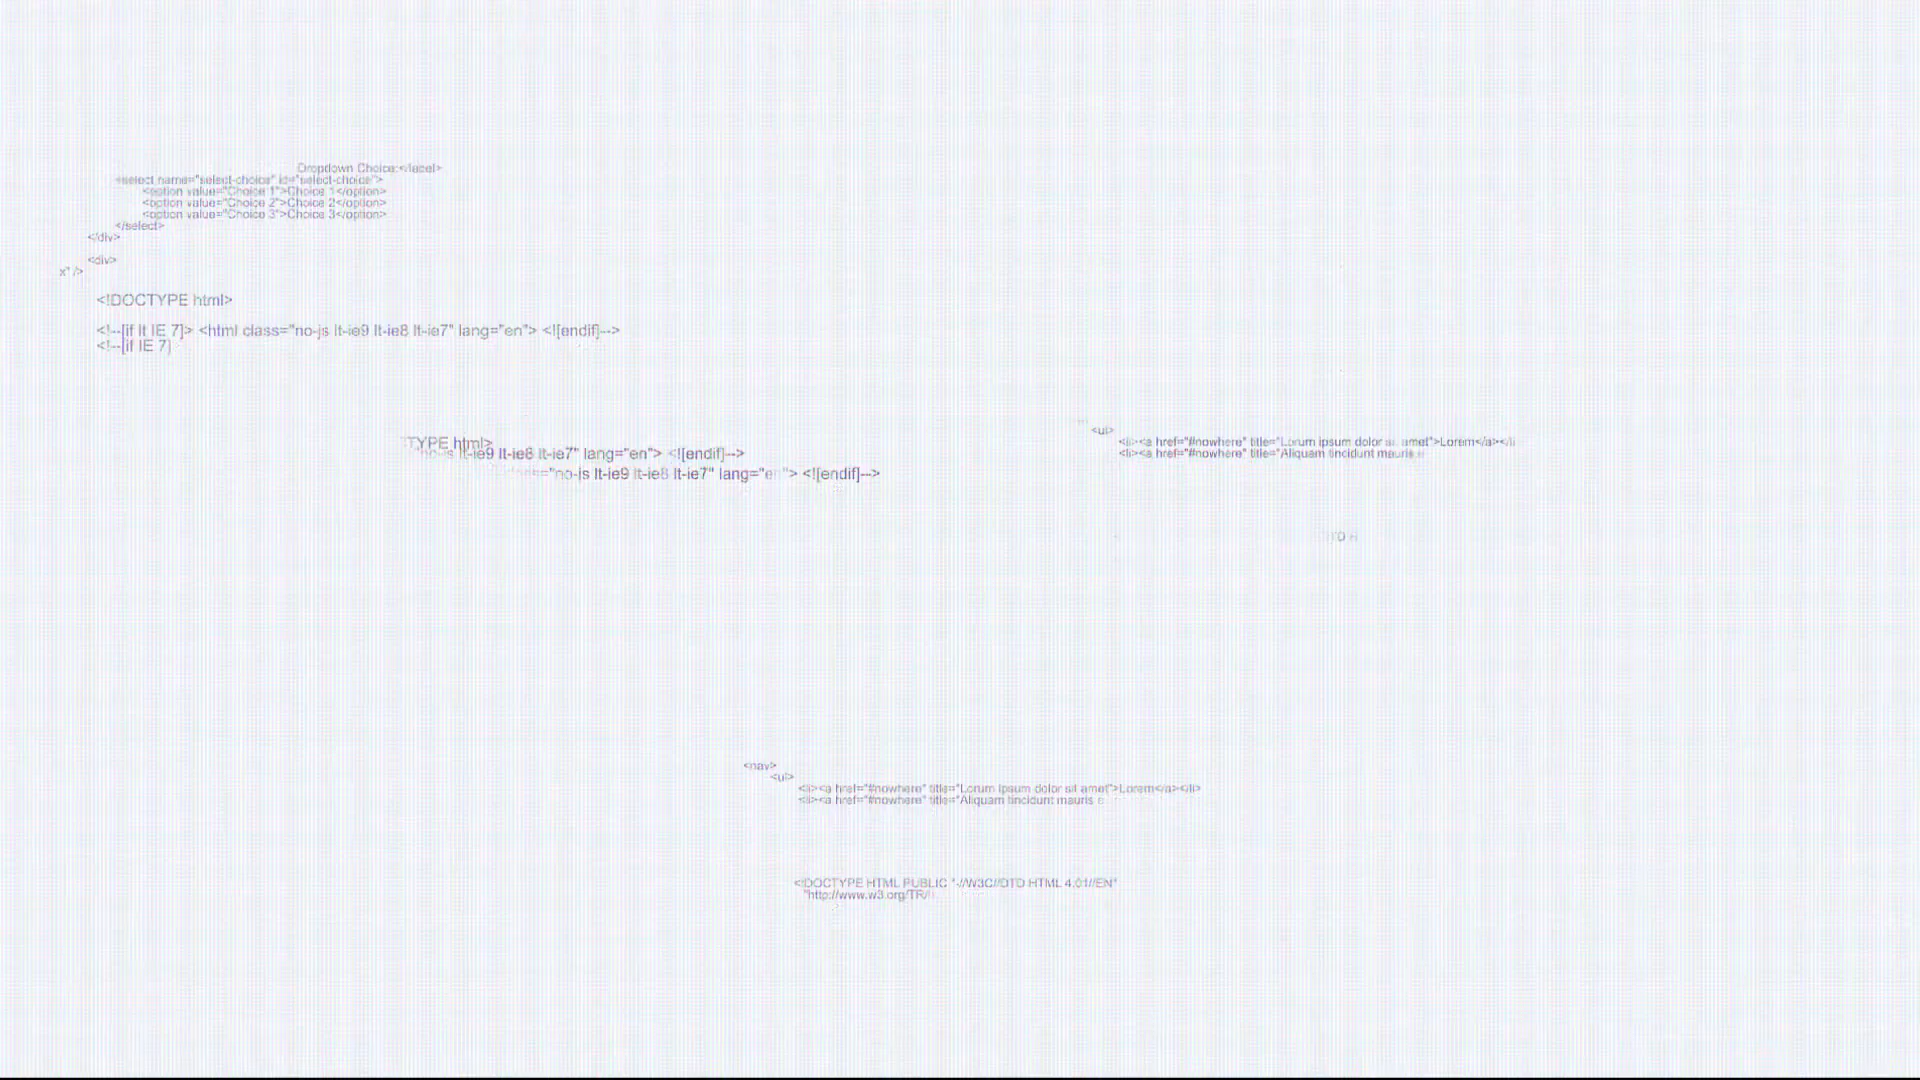 Dropdown Choice:</label>
<select name="select-choice" id="select-choice">
<option value="Choice 1">Choice 1</option>
<option value="Choice 2">Choice 2</option>
<option value="Choice 3">Choice 3</option>
</select>
</div>
<div>
x" />
<!DOCTYPE html>
<!--[if lt IE 7]> <html class="no-js lt-ie9 lt-ie8 lt-ie7" lang="en"> <![endif]-->
<!--[if IE 7]
TYPE html>
no-js lt-ie9 lt-ie8 lt-ie7" lang="en"> <![endif]-->
class="no-js lt-ie9 lt-ie8 lt-ie7" lang="en"> <![endif]-->
<ul>
<li><a href="#nowhere" title="Lorum ipsum dolor si. amet">Lorem</a></li
<li><a href="#nowhere" title="Aliquam tincidunt mauris e
TD H
<nav>
<ul>
<li><a href="#nowhere" title="Lorum ipsum dolor sit amet">Lorem</a></li>
<li><a href="#nowhere" title="Aliquam tincidunt mauris e
<!DOCTYPE HTML PUBLIC "-//W3C//DTD HTML 4.01//EN"
"http://www.w3.org/TR/